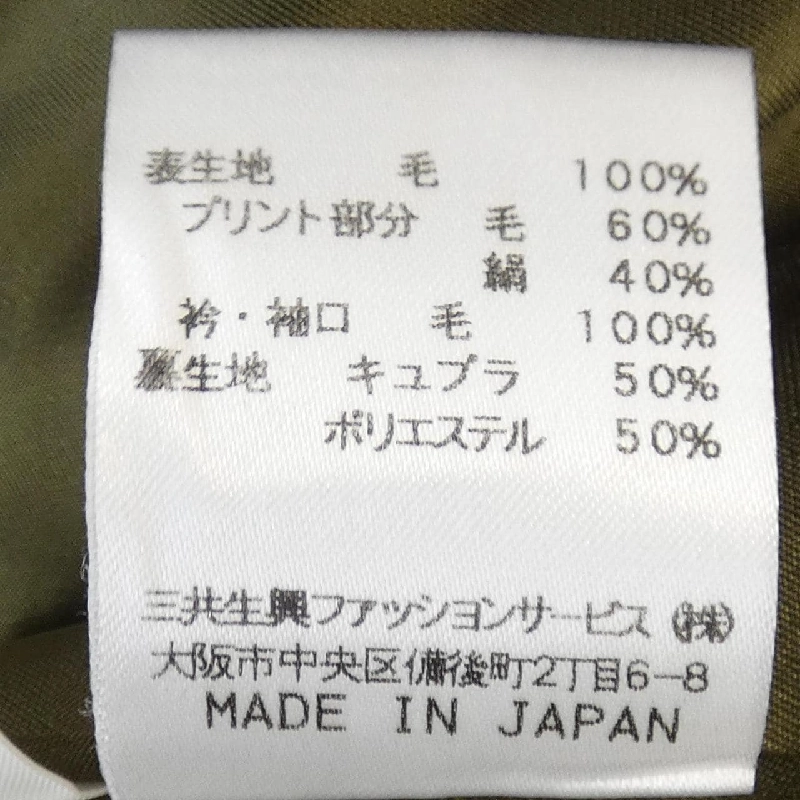 表生地 毛 100%
プリント部分 毛 60%
絹 40%
衿・袖口 毛 100%
裏生地 キュプラ 50%
ポリエステル 50%
三共生興ファッションサービス(株)
大阪市中央区備後町2丁目6-8
MADE IN JAPAN